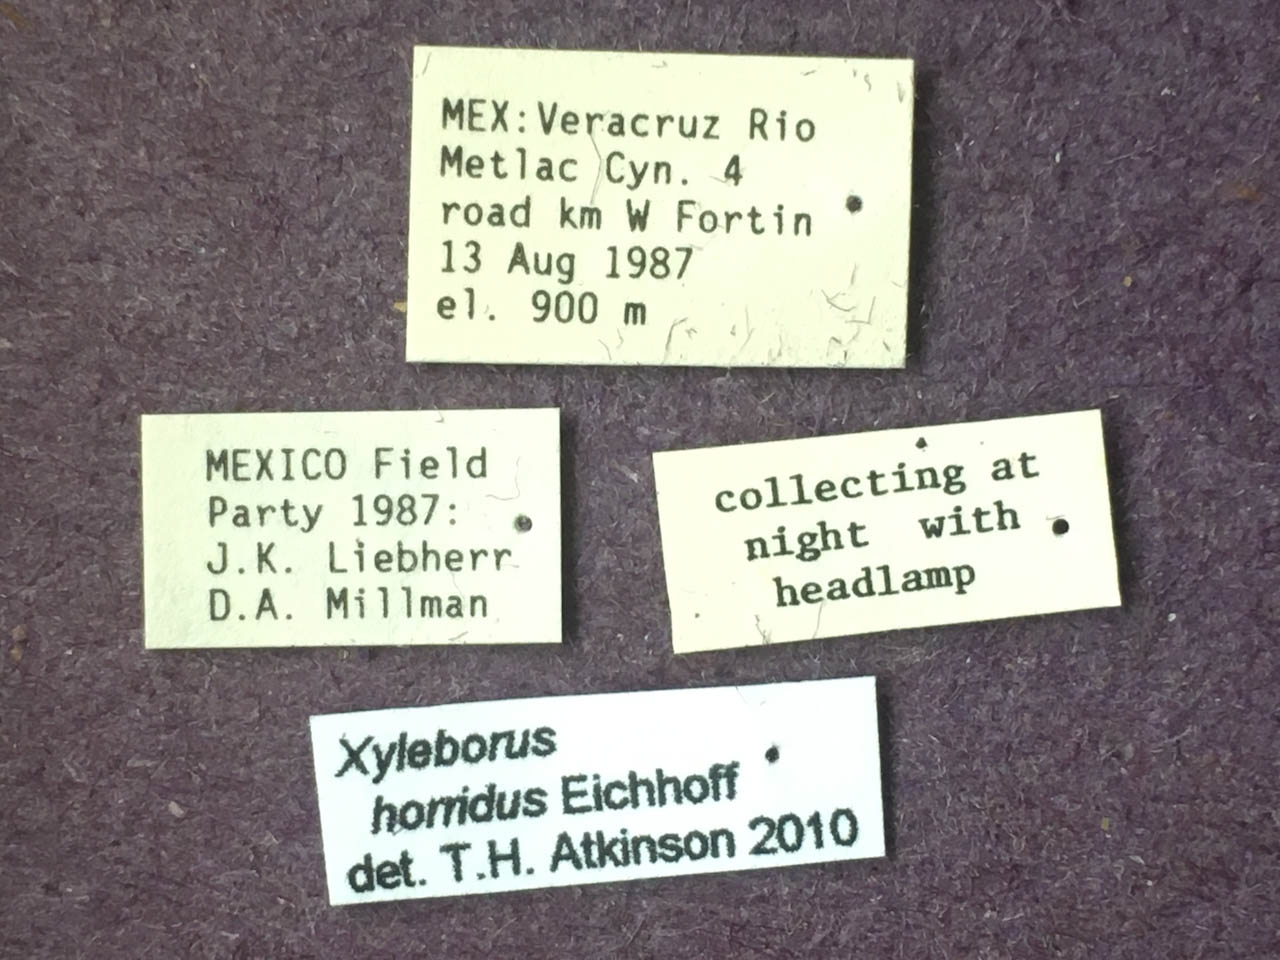 MEX:Veracruz Rio
Metlac Cyn. 4
road km W Fortin
13 Aug 1987
el. 900 m
MEXICO Field
Party 1987:
J.K. Liebherr
D.A. Millman
collecting at
night with
headlamp
Xyleborus
horridus Eichhoff
det. T.H. Atkinson 2010